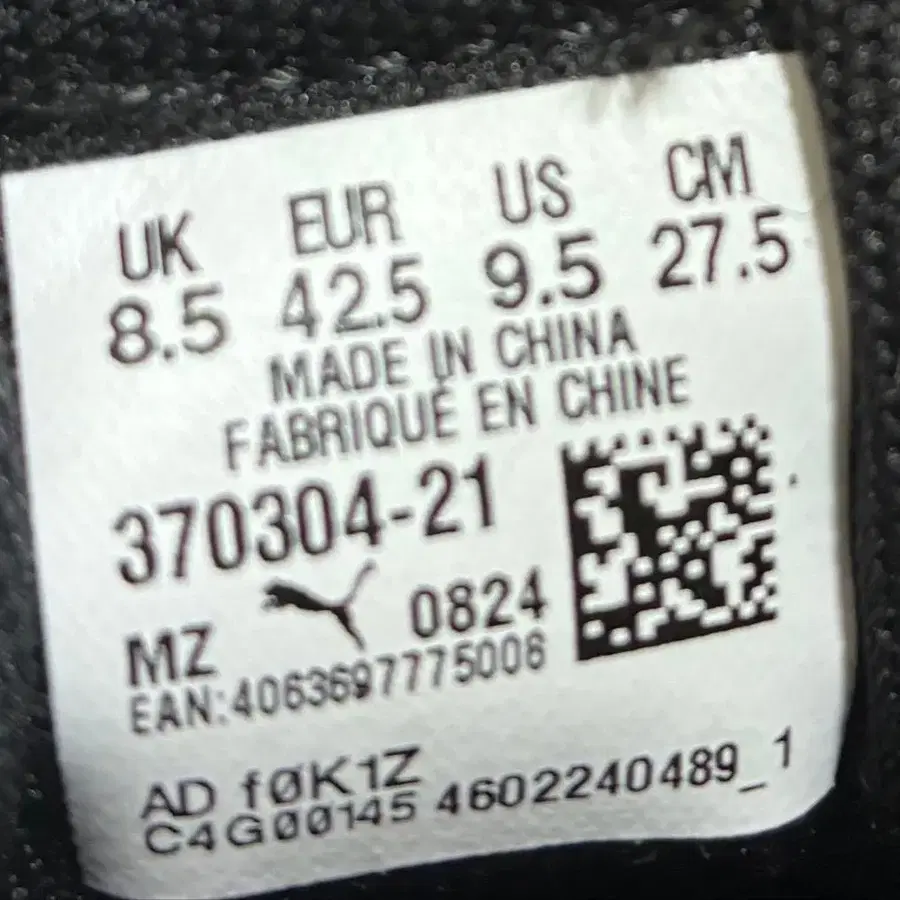 UK EUR US CM
8.5 42.5 9.5 27.5
MADE IN CHINA
FABRIQUÉ EN CHINE
370304-21
MZ 0824
EAN:4063697775006
AD fØK1Z
C4G00145 4602240489_1